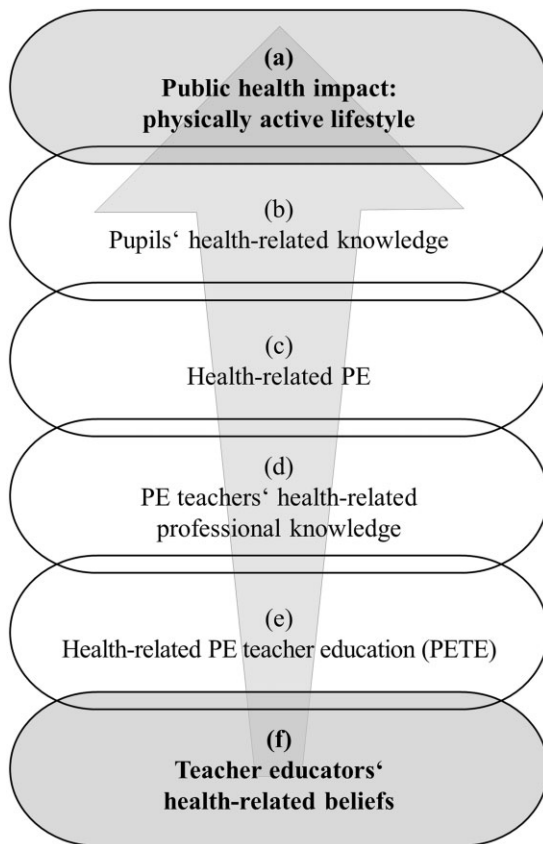 (a)
Public health impact:
physically active lifestyle
(b)
Pupils‘ health-related knowledge
(c)
Health-related PE
(d)
PE teachers‘ health-related
professional knowledge
(e)
Health-related PE teacher education (PETE)
(f)
Teacher educators‘
health-related beliefs